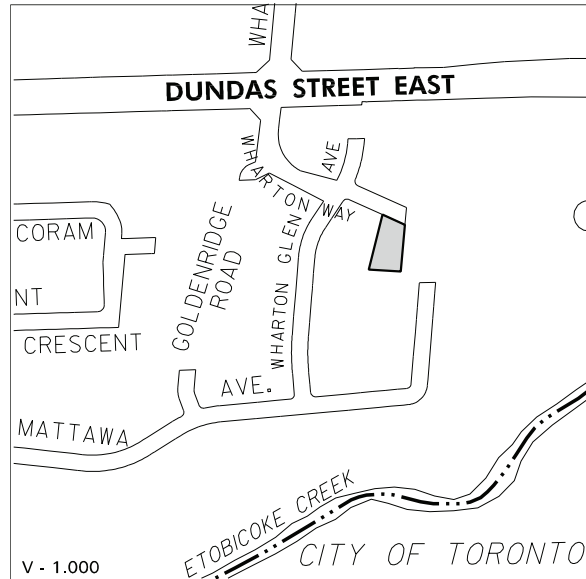 WHA
DUNDAS STREET EAST
WHARTON WAY
AVE
CORAM
GOLDENRIDGE
ROAD
WHARTON GLEN
NT
CRESCENT
AVE.
MATTAWA
ETOBICOKE CREEK
CITY OF TORONTO
V - 1.000